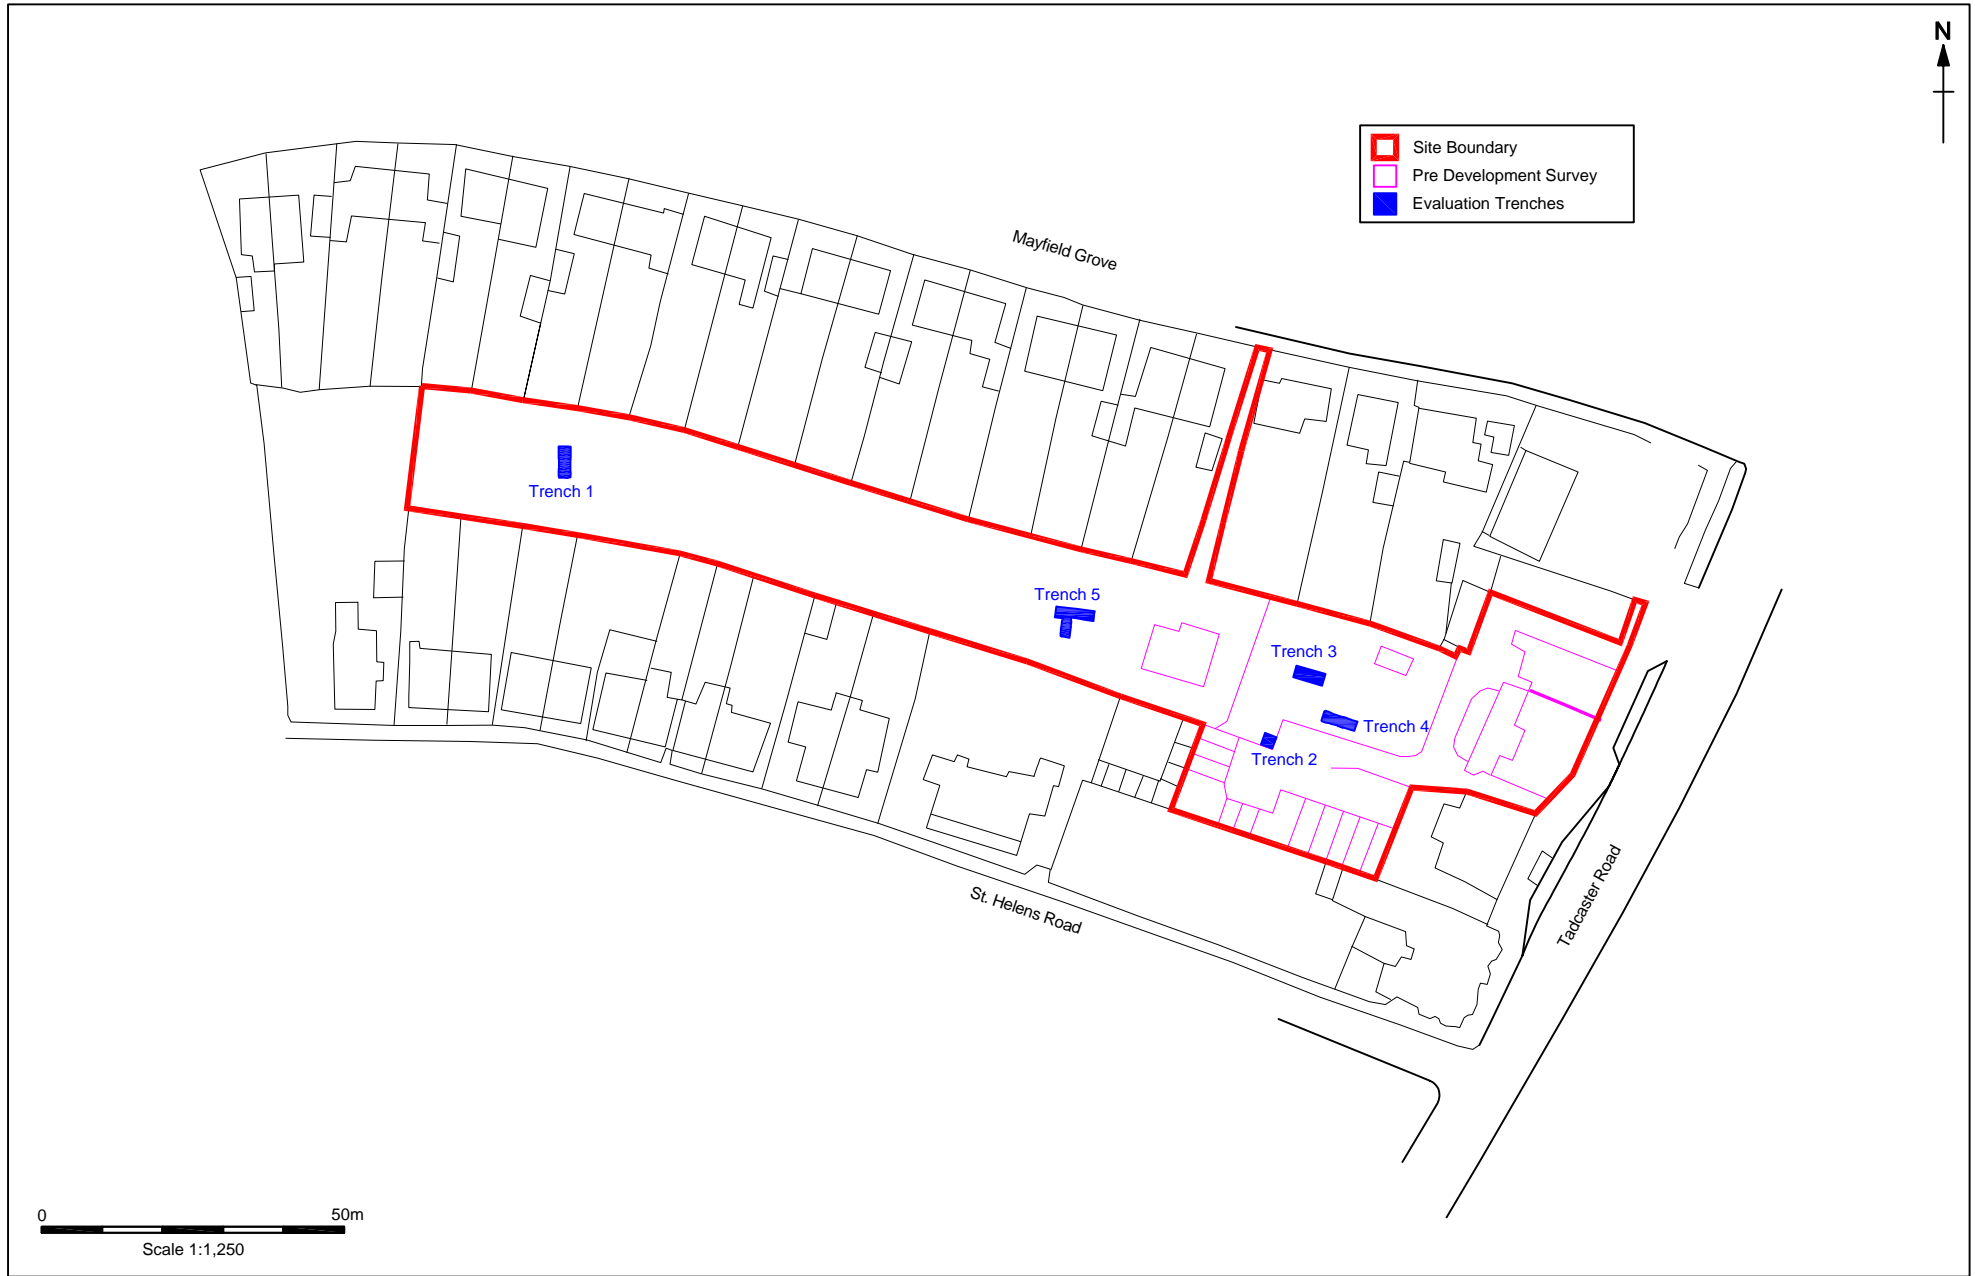 N
Site Boundary
Pre Development Survey
Evaluation Trenches
Mayfield Grove
Trench 1
Trench 5
Trench 3
Trench 4
Trench 2
Tadcaster Road
St. Helens Road
0 50m
Scale 1:1,250